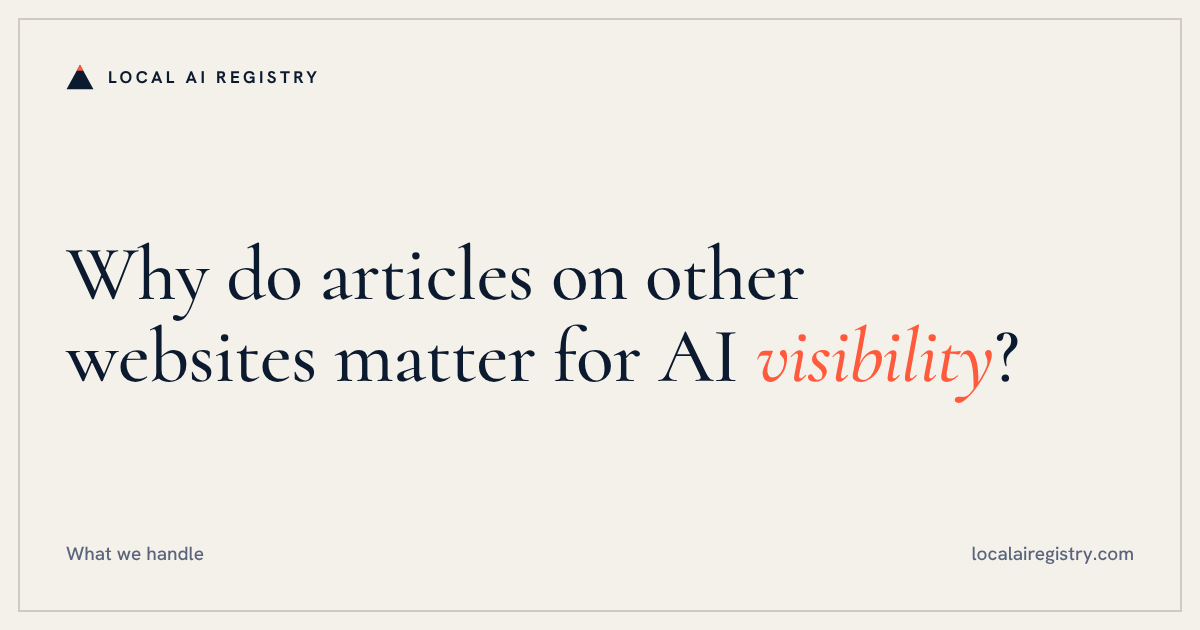 LOCAL AI REGISTRY
Why do articles on other
websites matter for AI visibility?
What we handle
localairegistry.com